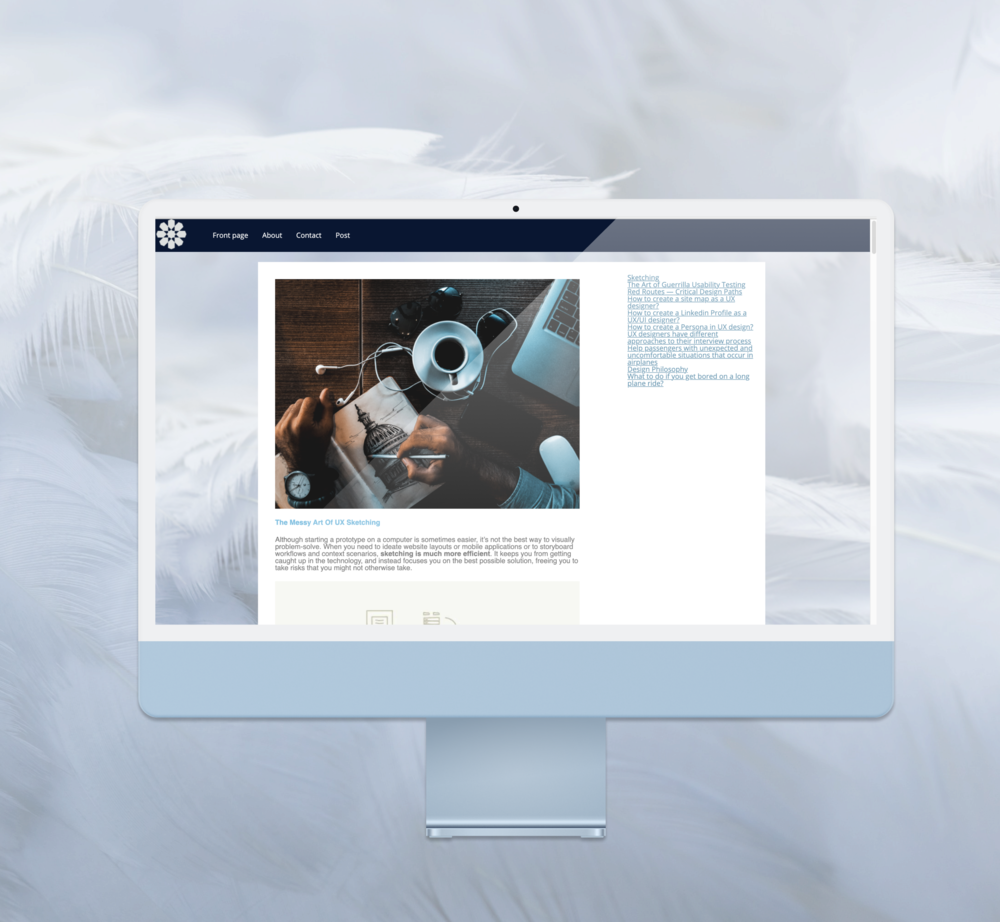 Front page About Contact Post
The Messy Art Of UX Sketching
Although starting a prototype on a computer is sometimes easier, it's not the best way to visually
problem-solve. When you need to ideate website layouts or mobile applications or to storyboard
workflows and context scenarios, sketching is much more efficient. It keeps you from getting
caught up in the technology, and instead focuses you on the best possible solution, freeing you to
take risks that you might not otherwise take.
Sketching
The Art of Guerrilla Usability Testing
Red Routes — Critical Design Paths
How to create a site map as a UX
designer?
How to create a Linkedin Profile as a
UX/UI designer?
How to create a Persona in UX design?
UX designers have different
approaches to their interview process
Help passengers with unexpected and
uncomfortable situations that occur in
airplanes
Design Philosophy
What to do if you get bored on a long
plane ride?